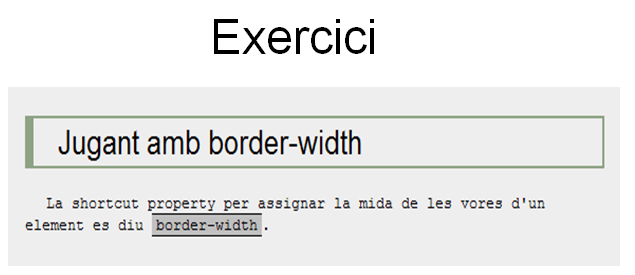 Exercici
Jugant amb border-width
La shortcut property per assignar la mida de les vores d'un
element es diu border-width.